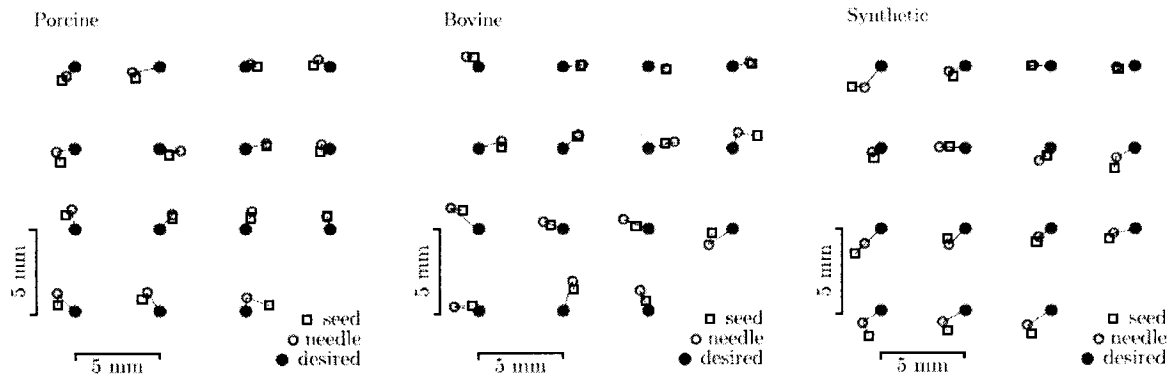 Porcine
Bovine
Synthetic
5 mm
seed
needle
desired
5 mm
5 mm
seed
needle
desired
5 mm
5 mm
seed
needle
desired
5 mm